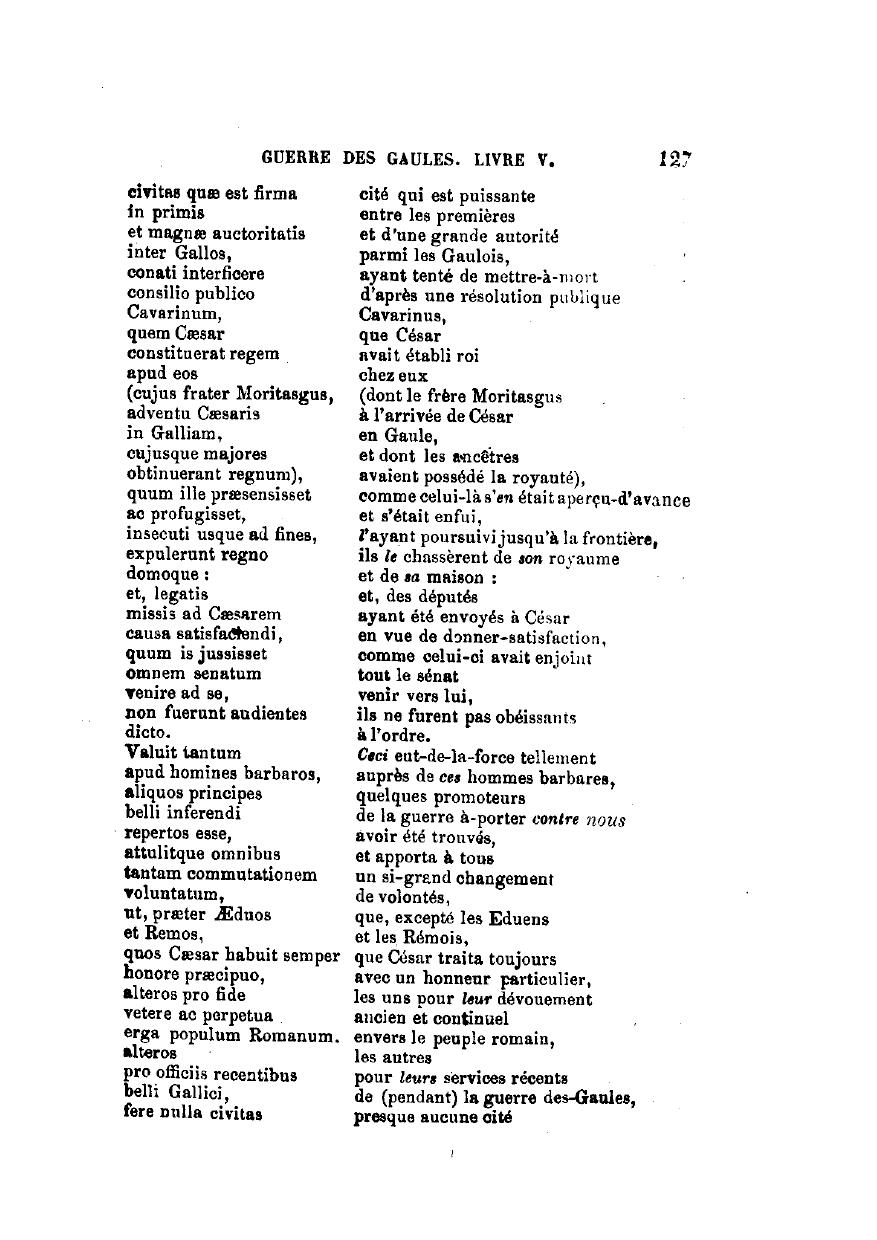 GUERRE DES GAULES. LIVRE V. 127
civitas quæ est firma cité qui est puissante
in primis entre les premières
et magnæ auctoritatis et d'une grande autorité
inter Gallos, parmi les Gaulois,
conati interficere ayant tenté de mettre-à-mort
consilio publico d'après une résolution publique
Cavarinum, Cavarinus,
quem Cæsar que César
constituerat regem avait établi roi
apud eos chez eux
(cujus frater Moritasgus, (dont le frère Moritasgus
adventu Cæsaris à l'arrivée de César
in Galliam, en Gaule,
cujusque majores et dont les ancêtres
obtinuerant regnum), avaient possédé la royauté),
quum ille præsensisset comme celui-là s'en était aperçu-d'avance
ac profugisset, et s'était enfui,
insecuti usque ad fines, l'ayant poursuivi jusqu'à la frontière,
expulerunt regno ils le chassèrent de son royaume
domoque : et de sa maison :
et, legatis et, des députés
missis ad Cæsarem ayant été envoyés à César
causa satisfaciendi, en vue de donner-satisfaction,
quum is jussisset comme celui-ci avait enjoint
omnem senatum tout le sénat
venire ad se, venir vers lui,
non fuerunt audientes ils ne furent pas obéissants
dicto. à l'ordre.
Valuit tantum Ceci eut-de-la-force tellement
apud homines barbaros, auprès de ces hommes barbares,
aliquos principes quelques promoteurs
belli inferendi de la guerre à-porter contre nous
repertos esse, avoir été trouvés,
attulitque omnibus et apporta à tous
tantam commutationem un si-grand changement
voluntatum, de volontés,
ut, præter Æduos que, excepté les Eduens
et Remos, et les Rémois,
quos Cæsar habuit semper que César traita toujours
honore præcipuo, avec un honneur particulier,
alteros pro fide les uns pour leur dévouement
vetere ac perpetua ancien et continuel
erga populum Romanum. envers le peuple romain,
alteros les autres
pro officiis recentibus pour leurs services récents
belli Gallici, de (pendant) la guerre des-Gaules,
fere nulla civitas presque aucune cité